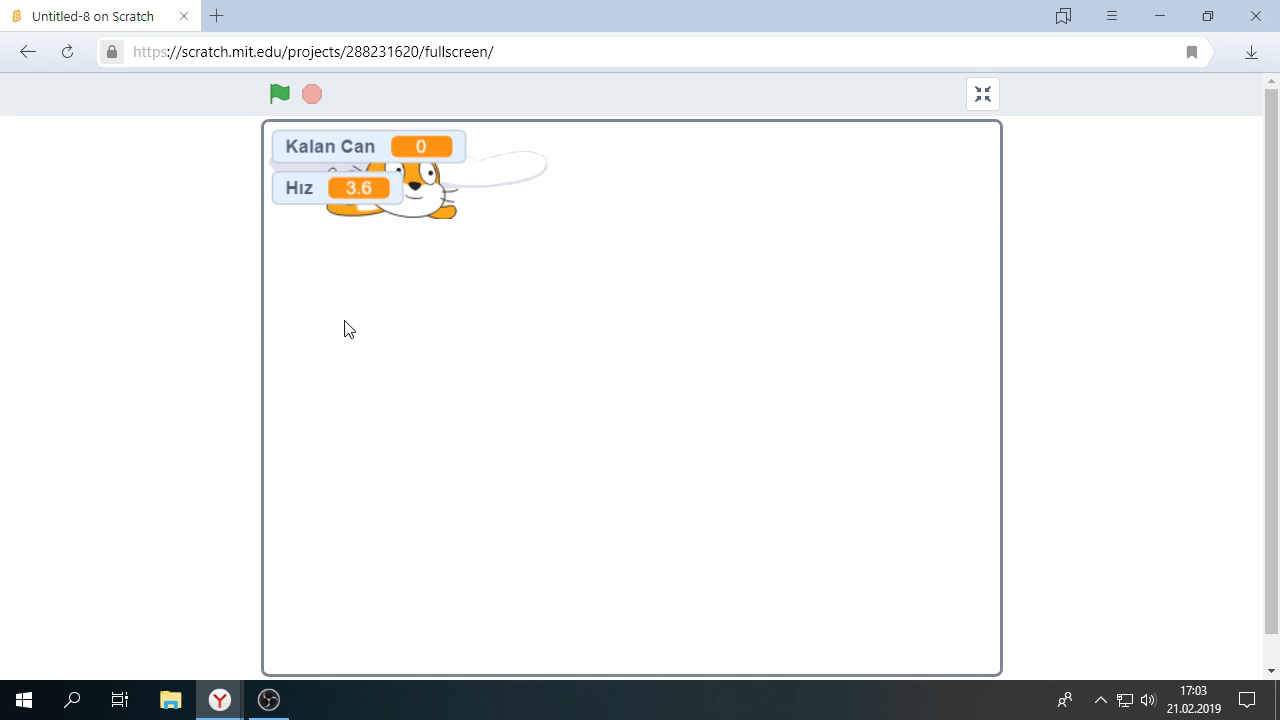 Untitled-8 on Scratch
https://scratch.mit.edu/projects/288231620/fullscreen/
Kalan Can 0
Hız 3.6
17:03
21.02.2019